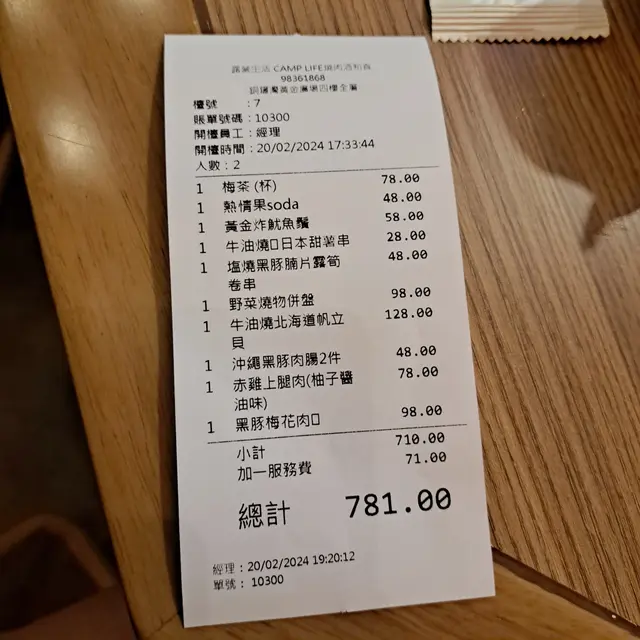 露營生活 CAMP LIFE燒肉酒和食
98361868
銅鑼灣黃金廣場四樓全層
檯號 : 7
賬單號碼 : 10300
開檯員工 : 經理
開檯時間 : 20/02/2024 17:33:44
人數 : 2
1 梅茶 (杯) 78.00
1 熱情果soda 48.00
1 黃金炸魷魚鬚 58.00
1 牛油燒□日本甜薯串 28.00
1 塩燒黑豚腩片露筍 48.00
卷串
1 野菜燒物併盤 98.00
1 牛油燒北海道帆立 128.00
貝
1 沖繩黑豚肉腸2件 48.00
1 赤雞上腿肉(柚子醬 78.00
油味)
1 黑豚梅花肉□ 98.00
小計 710.00
加一服務費 71.00
總計 781.00
經理 : 20/02/2024 19:20:12
單號 : 10300